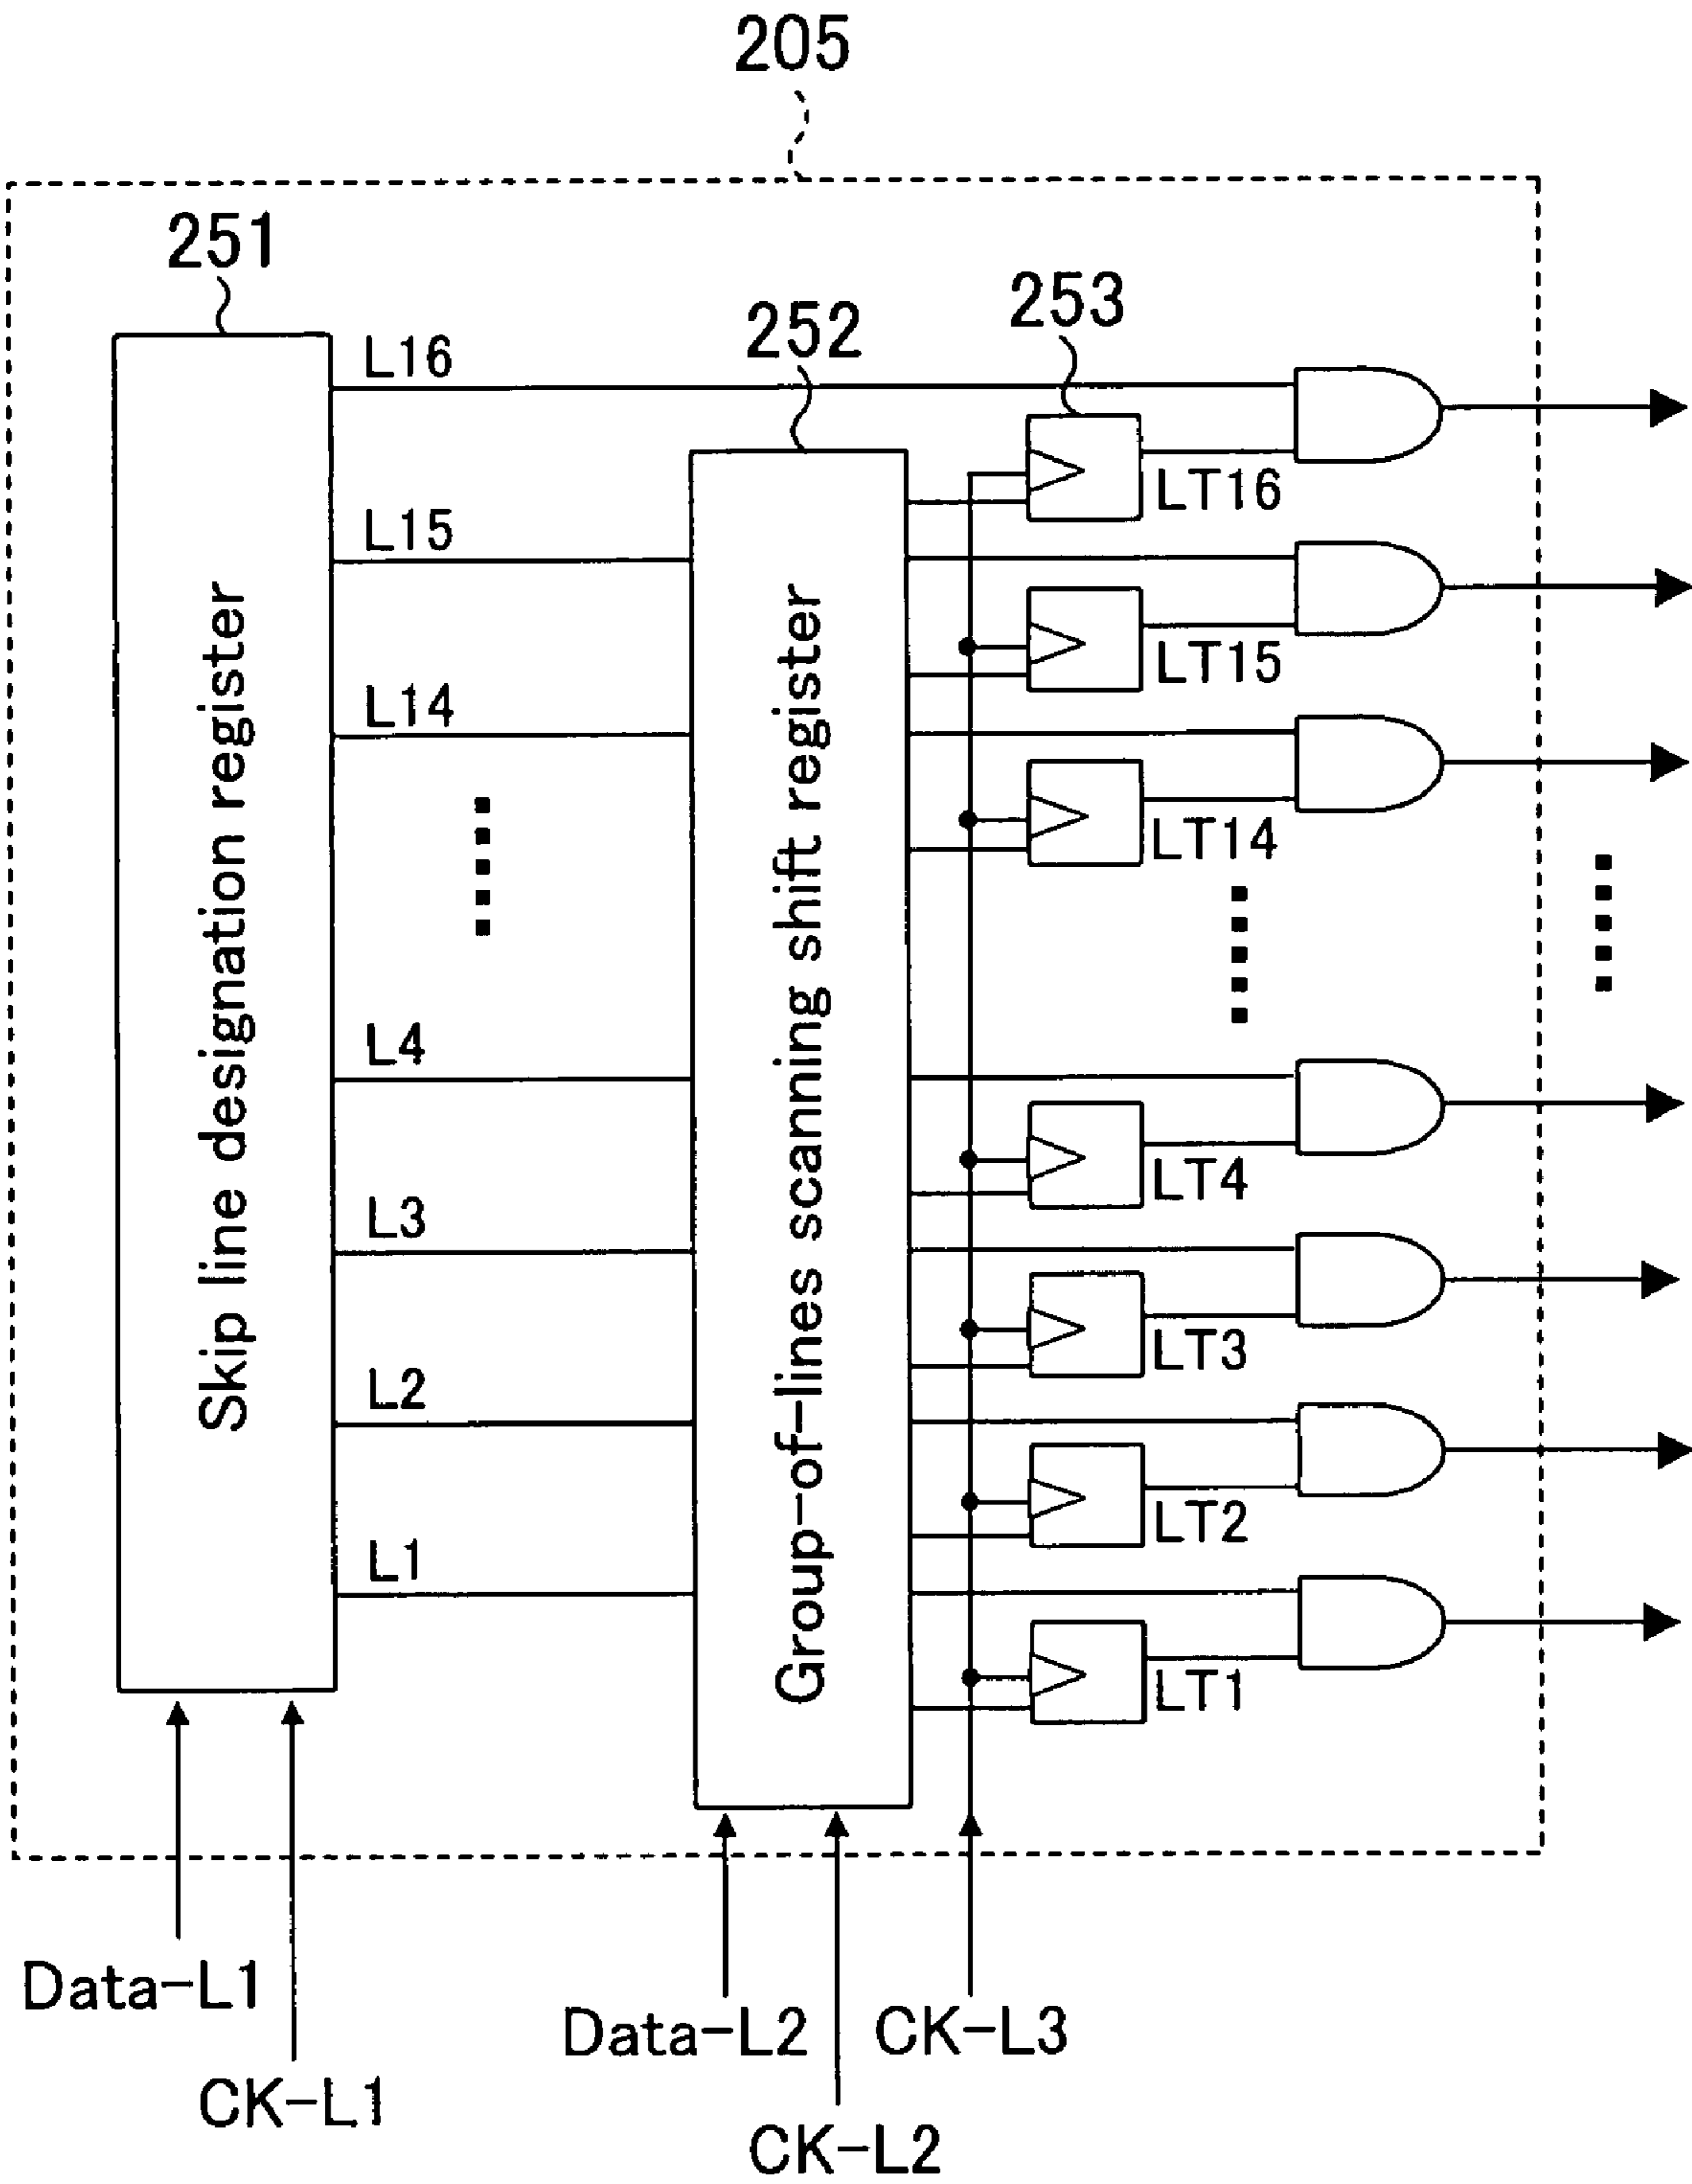 205
251
252
253
L16
LT16
L15
LT15
L14
LT14
L4
LT4
L3
LT3
L2
LT2
L1
LT1
Skip line designation register
Group-of-lines scanning shift register
Data-L1
CK-L1
Data-L2
CK-L3
CK-L2